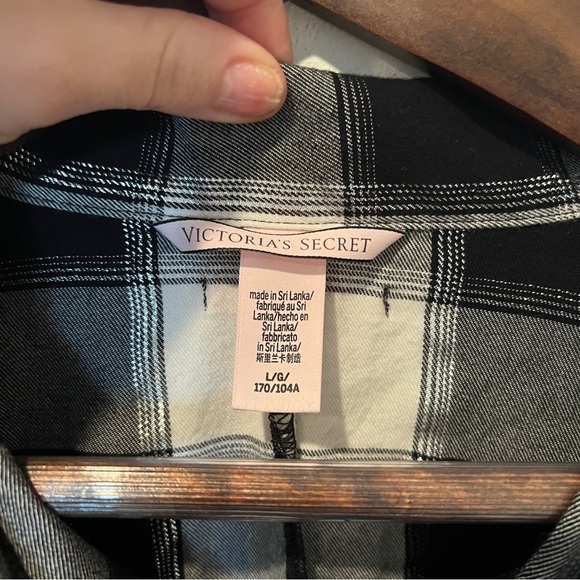 VICTORIA'S SECRET
made in Sri Lanka/
fabriqué au Sri
Lanka/hecho en
Sri Lanka/
fabbricato
in Sri Lanka/
斯里兰卡制造
L/G/
170/104A